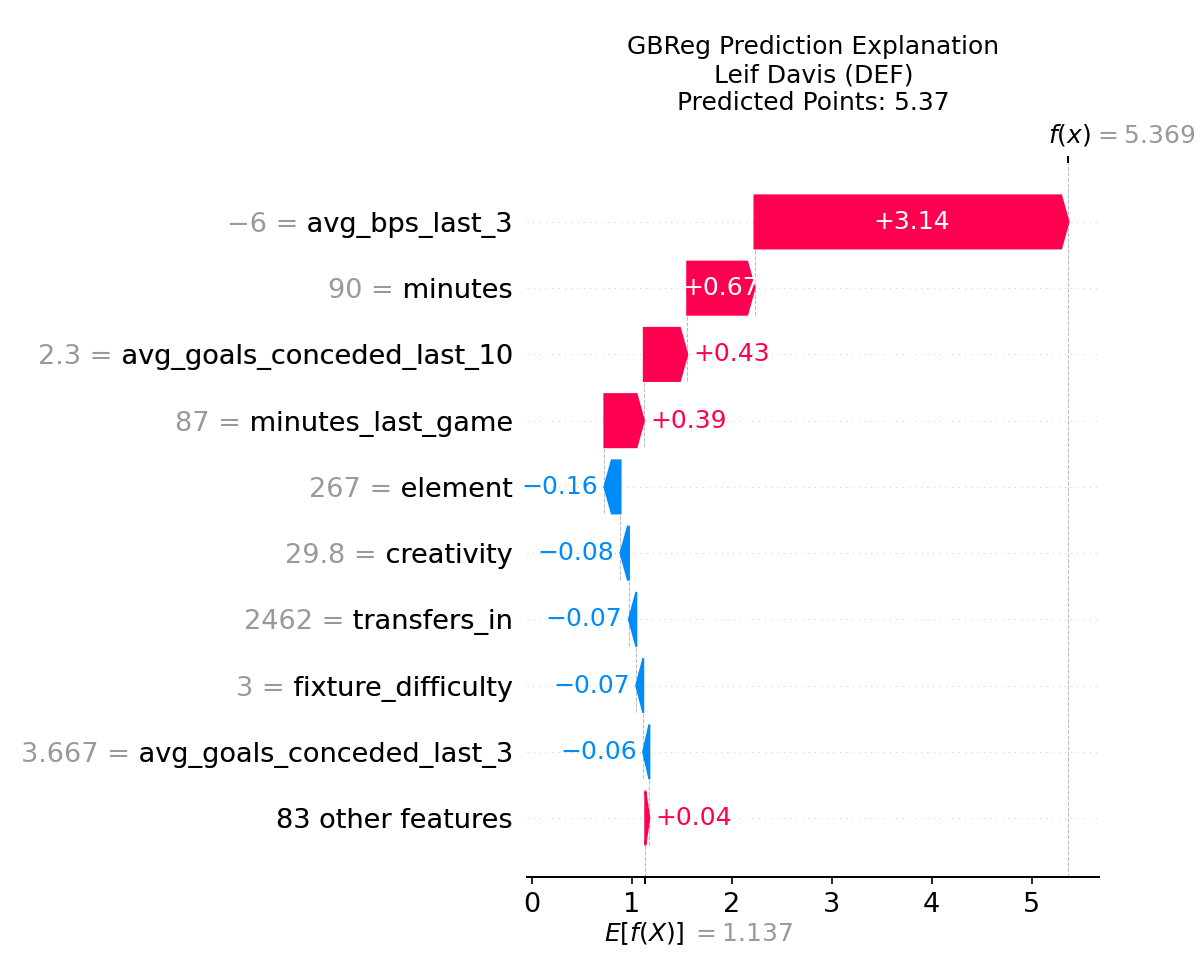 GBReg Prediction Explanation
Leif Davis (DEF)
Predicted Points: 5.37
f(x) = 5.369
−6 = avg_bps_last_3
+3.14
90 = minutes
+0.67
2.3 = avg_goals_conceded_last_10
+0.43
87 = minutes_last_game
+0.39
267 = element
−0.16
29.8 = creativity
−0.08
2462 = transfers_in
−0.07
3 = fixture_difficulty
−0.07
3.667 = avg_goals_conceded_last_3
−0.06
83 other features
+0.04
0 1 2 3 4 5
E[f(X)] = 1.137